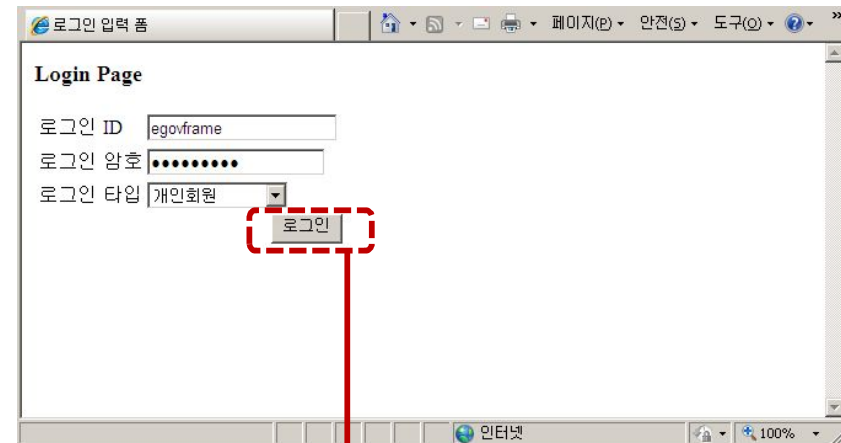 로그인 입력 폼
페이지(P) 안전(S) 도구(O) »
Login Page
로그인 ID egovframe
로그인 암호 •••••••••
로그인 타입 개인회원
로그인
인터넷 100%